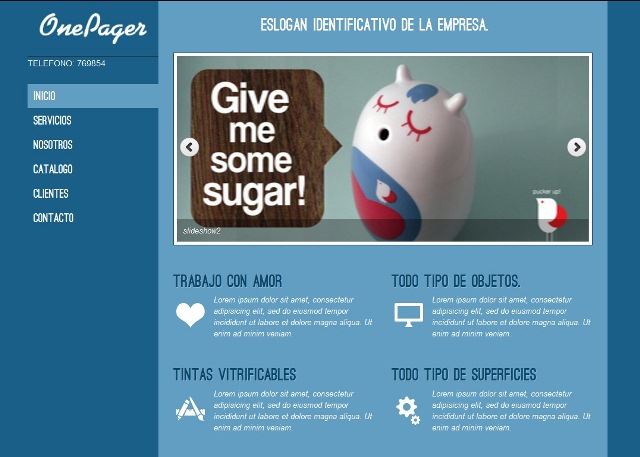 OnePager
TELEFONO: 769854
INICIO
SERVICIOS
NOSOTROS
CATALOGO
CLIENTES
CONTACTO
ESLOGAN IDENTIFICATIVO DE LA EMPRESA.
Give
me
some
sugar!
pucker up!
slideshow2
TRABAJO CON AMOR
Lorem ipsum dolor sit amet, consectetur
adipisicing elit, sed do eiusmod tempor
incididunt ut labore et dolore magna aliqua. Ut
enim ad minim veniam.
TODO TIPO DE OBJETOS.
Lorem ipsum dolor sit amet, consectetur
adipisicing elit, sed do eiusmod tempor
incididunt ut labore et dolore magna aliqua. Ut
enim ad minim veniam.
TINTAS VITRIFICABLES
Lorem ipsum dolor sit amet, consectetur
adipisicing elit, sed do eiusmod tempor
incididunt ut labore et dolore magna aliqua. Ut
enim ad minim veniam.
TODO TIPO DE SUPERFICIES
Lorem ipsum dolor sit amet, consectetur
adipisicing elit, sed do eiusmod tempor
incididunt ut labore et dolore magna aliqua. Ut
enim ad minim veniam.